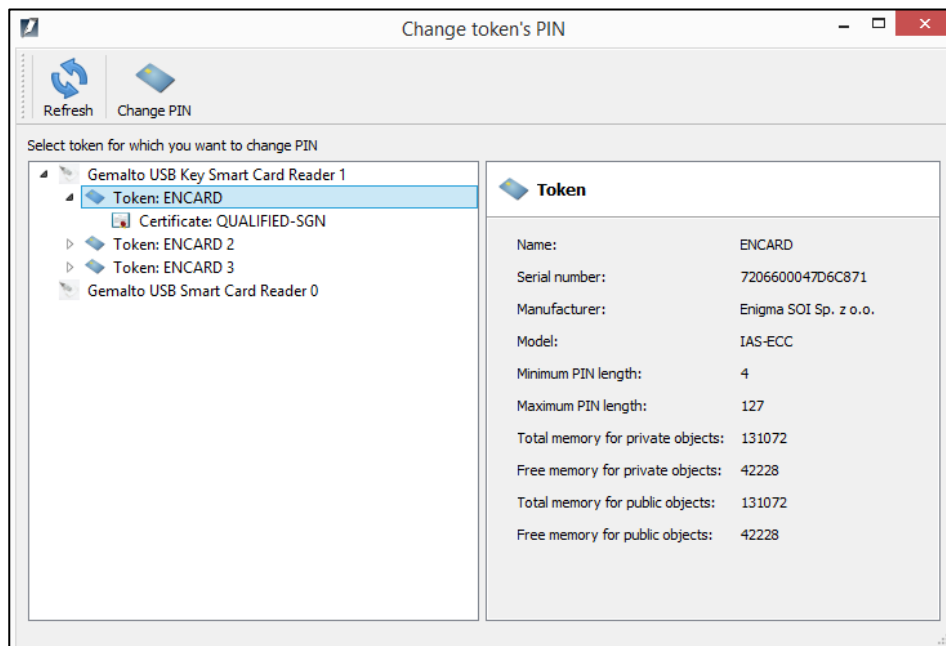 Change token's PIN
Refresh
Change PIN
Select token for which you want to change PIN
Gemalto USB Key Smart Card Reader 1
Token: ENCARD
Certificate: QUALIFIED-SGN
Token: ENCARD 2
Token: ENCARD 3
Gemalto USB Smart Card Reader 0
Token
Name: ENCARD
Serial number: 7206600047D6C871
Manufacturer: Enigma SOI Sp. z o.o.
Model: IAS-ECC
Minimum PIN length: 4
Maximum PIN length: 127
Total memory for private objects: 131072
Free memory for private objects: 42228
Total memory for public objects: 131072
Free memory for public objects: 42228